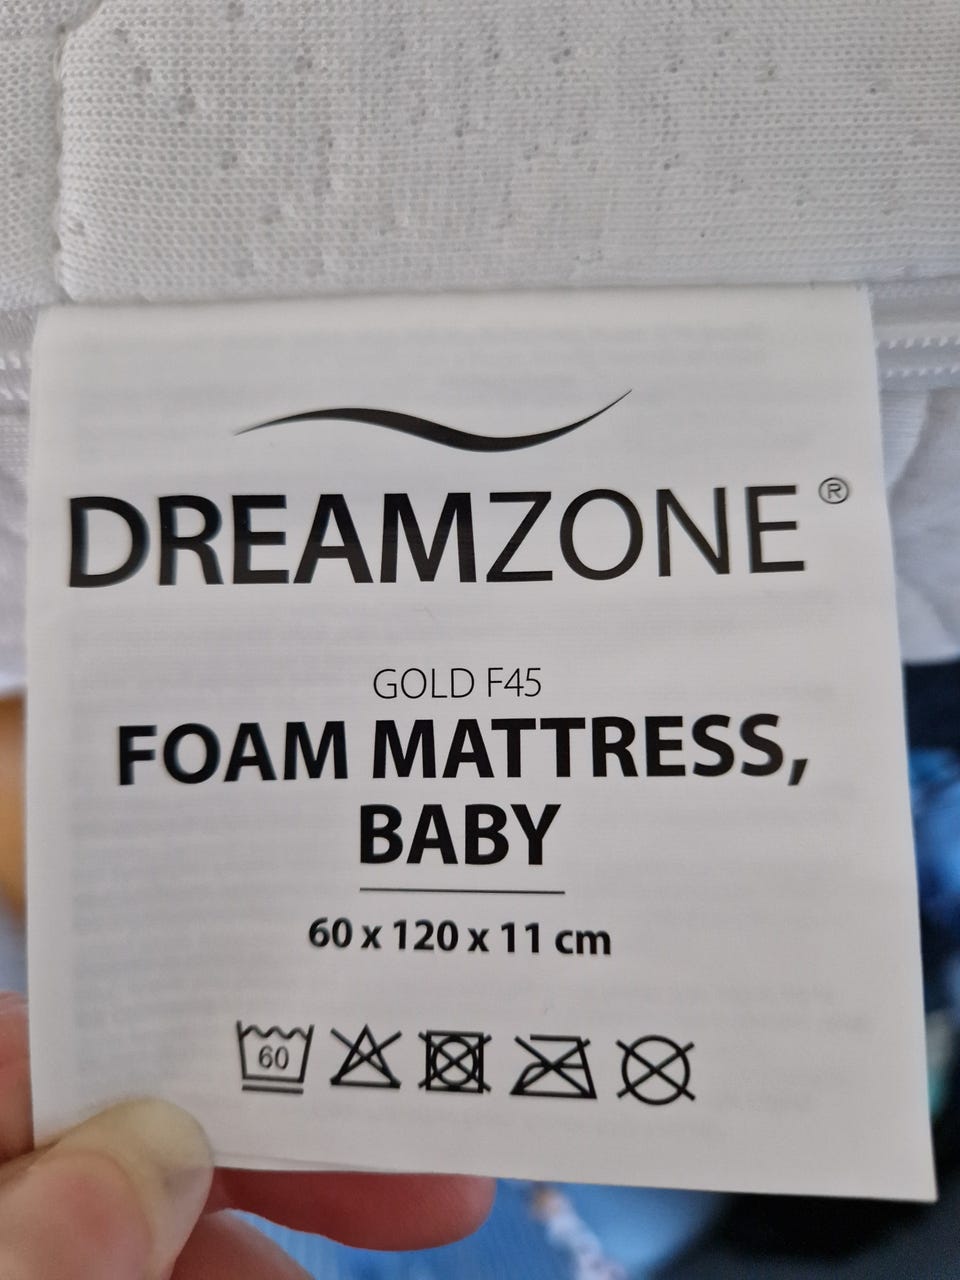 DREAMZONE®
GOLD F45
FOAM MATTRESS,
BABY
60 x 120 x 11 cm
60